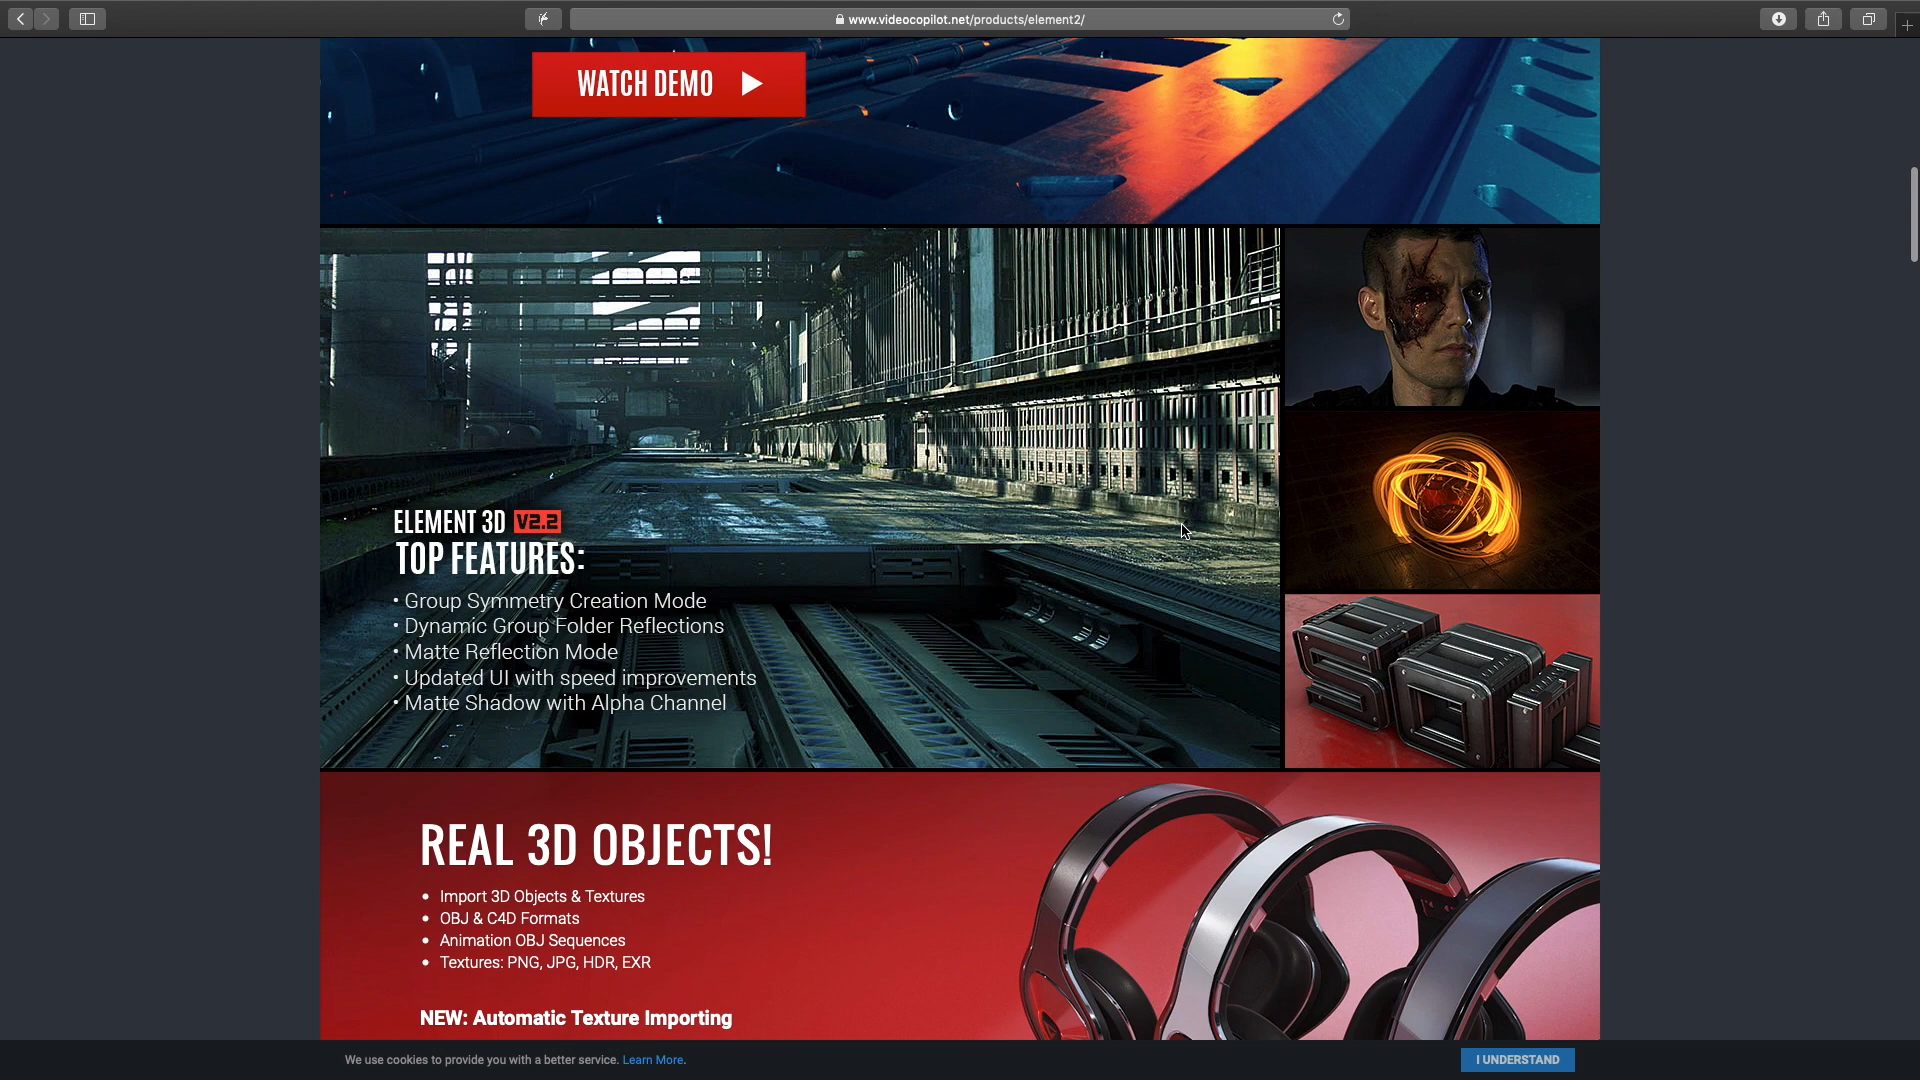 www.videocopilot.net/products/element2/
WATCH DEMO
ELEMENT 3D V2.2
TOP FEATURES:
• Group Symmetry Creation Mode
• Dynamic Group Folder Reflections
• Matte Reflection Mode
• Updated UI with speed improvements
• Matte Shadow with Alpha Channel
REAL 3D OBJECTS!
• Import 3D Objects & Textures
• OBJ & C4D Formats
• Animation OBJ Sequences
• Textures: PNG, JPG, HDR, EXR
NEW: Automatic Texture Importing
We use cookies to provide you with a better service. Learn More.
I UNDERSTAND